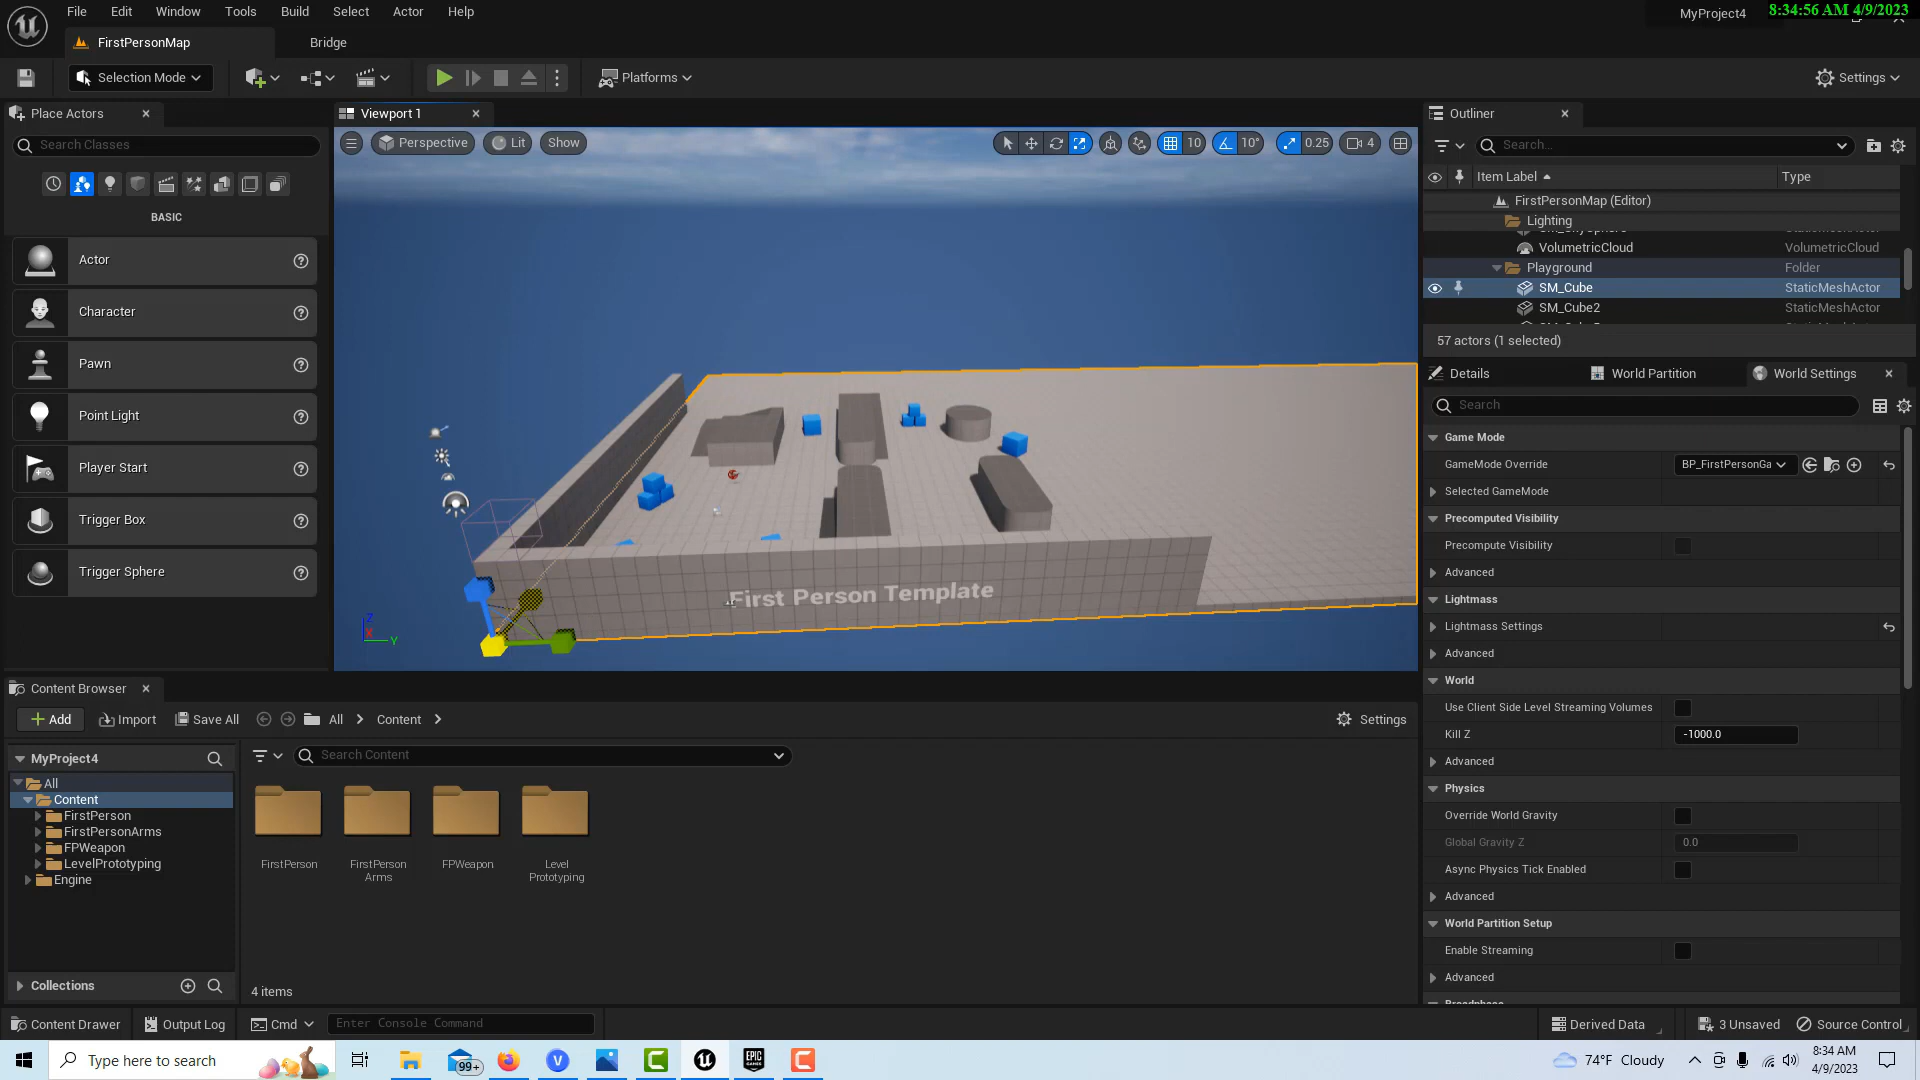 File Edit Window Tools Build Select Actor Help
MyProject4
8:34:56 AM 4/9/2023
FirstPersonMap
Bridge
Selection Mode
Platforms
Settings
Place Actors
Search Classes
BASIC
Actor
Character
Pawn
Point Light
Player Start
Trigger Box
Trigger Sphere
Viewport 1
Perspective
Lit
Show
10
10°
0.25
4
First Person Template
Z
X
Y
Outliner
Search...
Item Label
Type
FirstPersonMap (Editor)
Lighting
VolumetricCloud VolumetricCloud
Playground Folder
SM_Cube StaticMeshActor
SM_Cube2 StaticMeshActor
57 actors (1 selected)
Details
World Partition
World Settings
Search
Game Mode
GameMode Override BP_FirstPersonGa
Selected GameMode
Precomputed Visibility
Precompute Visibility
Advanced
Lightmass
Lightmass Settings
Advanced
World
Use Client Side Level Streaming Volumes
Kill Z -1000.0
Advanced
Physics
Override World Gravity
Global Gravity Z 0.0
Async Physics Tick Enabled
Advanced
World Partition Setup
Enable Streaming
Advanced
Content Browser
Add
Import
Save All
All
Content
Settings
MyProject4
All
Content
FirstPerson
FirstPersonArms
FPWeapon
LevelPrototyping
Engine
Collections
Search Content
FirstPerson
FirstPerson
Arms
FPWeapon
Level
Prototyping
4 items
Content Drawer
Output Log
Cmd
Enter Console Command
Derived Data
3 Unsaved
Source Control
Type here to search
99+
EPIC
GAMES
74°F Cloudy
8:34 AM
4/9/2023